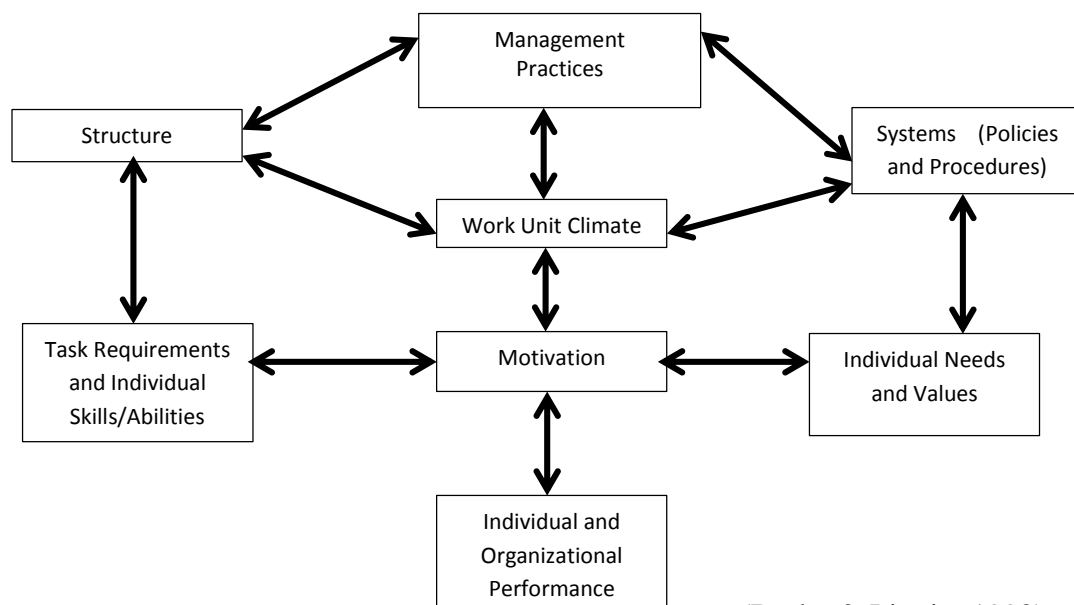 Management
Practices
Structure
Systems (Policies
and Procedures)
Work Unit Climate
Task Requirements
and Individual
Skills/Abilities
Motivation
Individual Needs
and Values
Individual and
Organizational
Performance